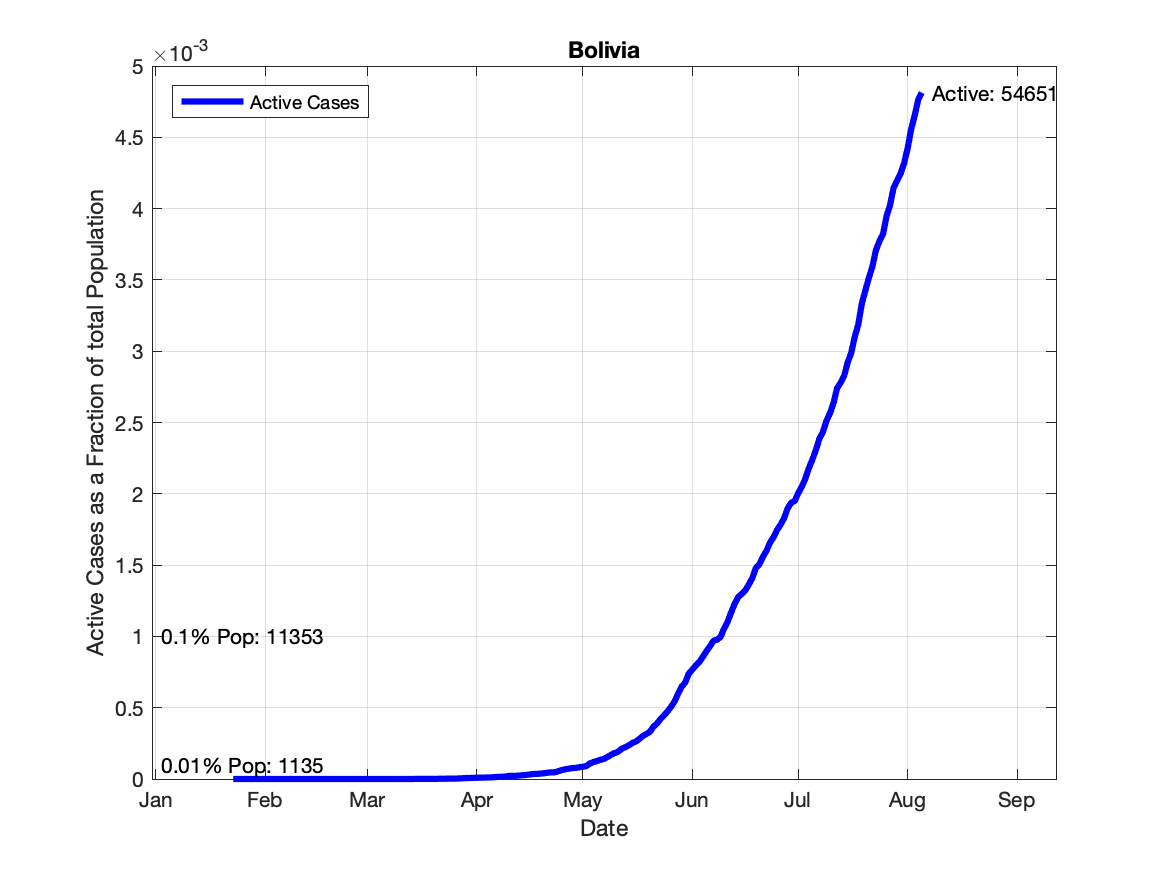 Bolivia
×10-3
5
4.5
4
3.5
3
2.5
2
1.5
1
0.5
0
Active Cases as a Fraction of total Population
Active Cases
Active: 54651
0.1% Pop: 11353
0.01% Pop: 1135
Jan Feb Mar Apr May Jun Jul Aug Sep
Date